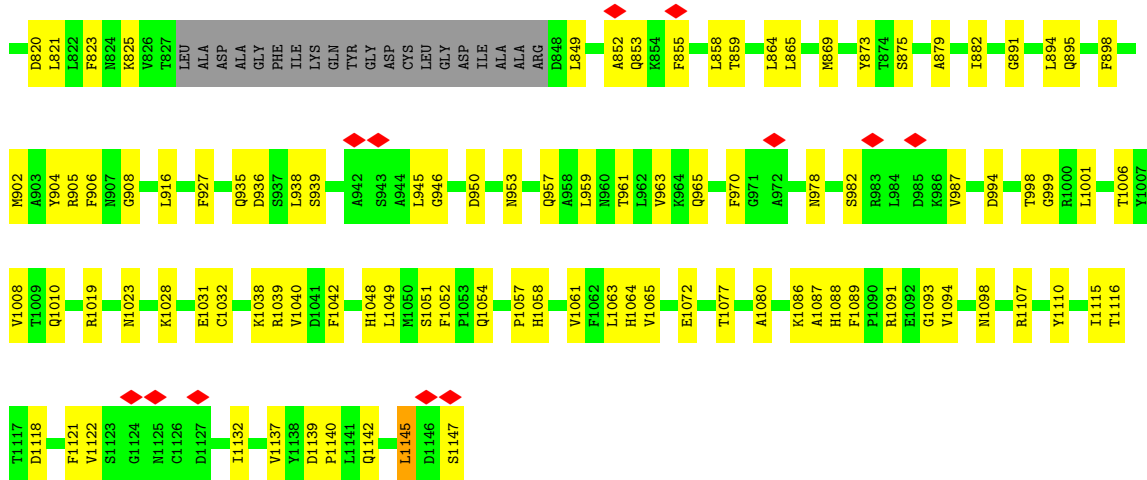 D820 L821 L822 F823 N824 K825 V826 T827 LEU ALA ASP ALA GLY PHE ILE LYS GLN TYR GLY ASP CYS LEU GLY ASP ILE ALA ALA ARG D848 L849 A852 Q853 K854 F855 L858 T859 L864 L865 M869 Y873 T874 S875 A879 I882 G891 L894 Q895 F898
M902 A903 Y904 R905 F906 N907 G908 L916 F927 Q935 D936 S937 L938 S939 A942 S943 A944 L945 G946 D950 N953 Q957 A958 L959 N960 T961 L962 V963 K964 Q965 F970 G971 A972 N978 S982 R983 L984 D985 K986 V987 D994 T998 G999 R1000 L1001 T1006 Y1007
V1008 T1009 Q1010 R1019 N1023 K1028 E1031 C1032 K1038 R1039 V1040 D1041 F1042 H1048 L1049 M1050 S1051 F1052 P1053 Q1054 P1057 H1058 V1061 F1062 L1063 H1064 V1065 E1072 T1077 A1080 K1086 A1087 H1088 F1089 P1090 R1091 E1092 G1093 V1094 N1098 R1107 Y1110 I1115 T1116
T1117 D1118 F1121 V1122 S1123 G1124 N1125 C1126 D1127 I1132 V1137 Y1138 D1139 P1140 L1141 Q1142 L1145 D1146 S1147